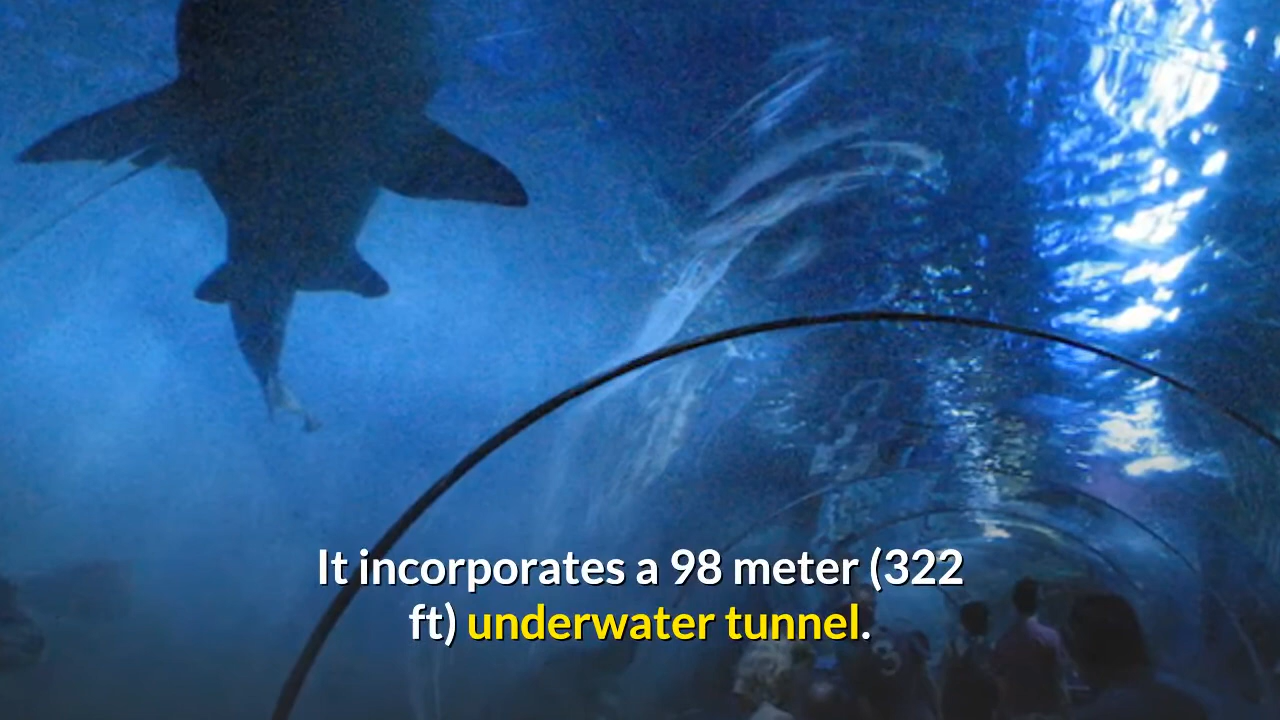 It incorporates a 98 meter (322
ft) underwater tunnel.